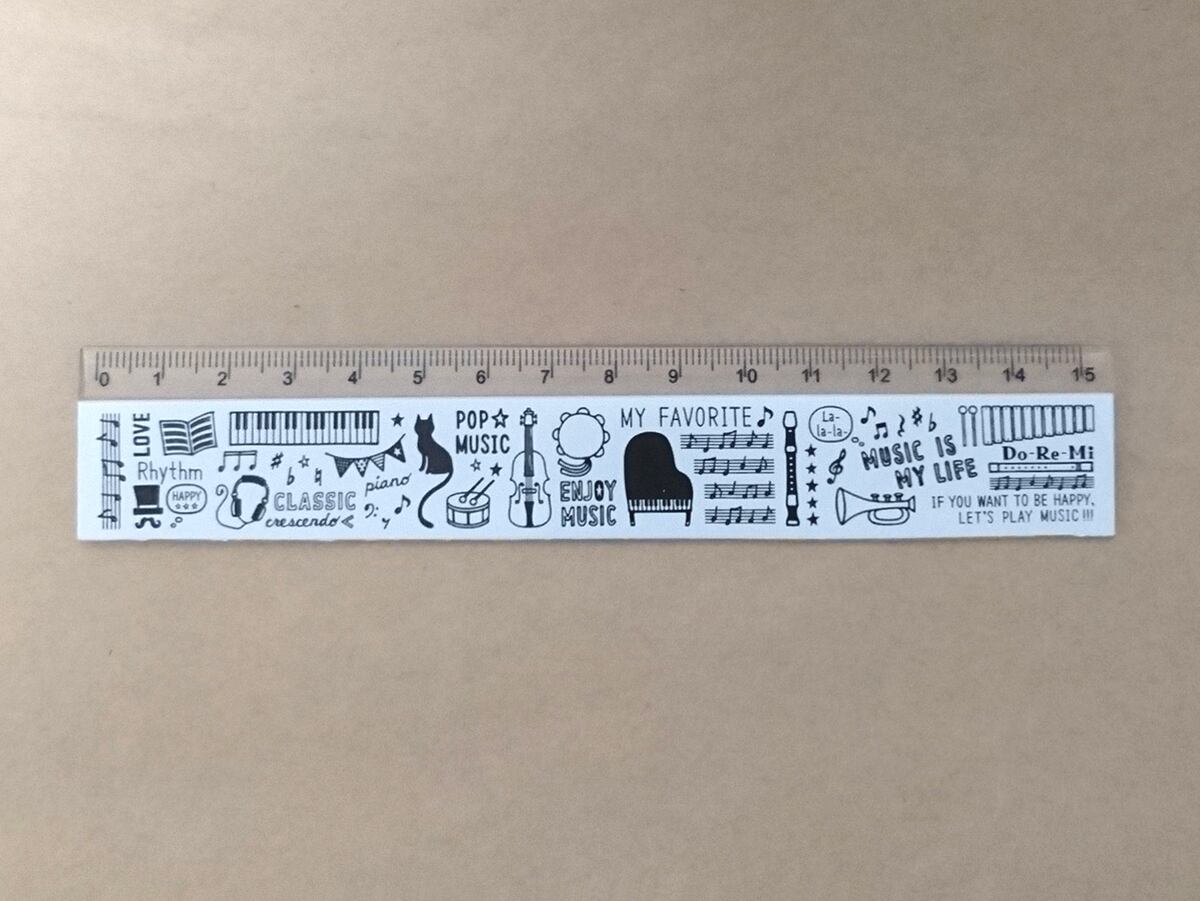 0 1 2 3 4 5 6 7 8 9 10 11 12 13 14 15
LOVE
Rhythm
HAPPY
CLASSIC
crescendo
piano
POP
MUSIC
ENJOY
MUSIC
MY FAVORITE
La-
la-la-
MUSIC IS
MY LIFE
Do-Re-Mi
IF YOU WANT TO BE HAPPY,
LET'S PLAY MUSIC!!!